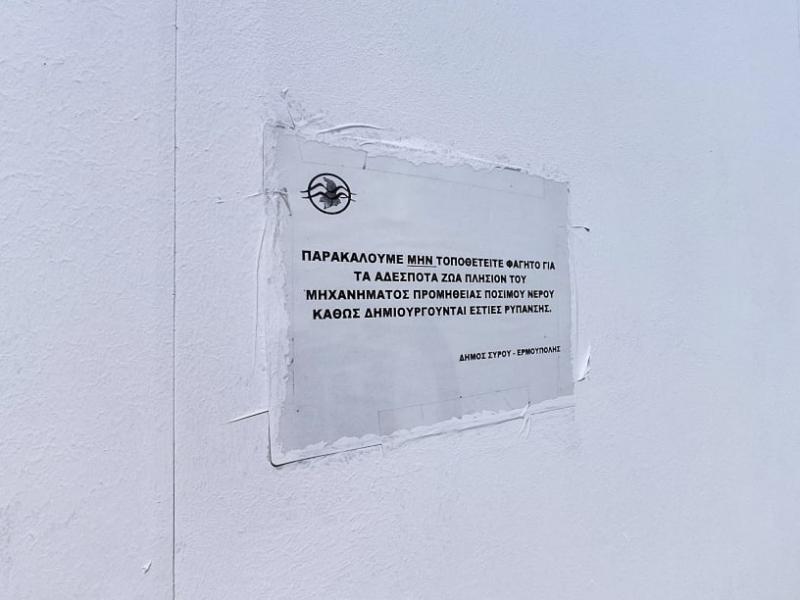 ΠΑΡΑΚΑΛΟΥΜΕ ΜΗΝ ΤΟΠΟΘΕΤΕΙΤΕ ΦΑΓΗΤΟ ΓΙΑ
ΤΑ ΑΔΕΣΠΟΤΑ ΖΩΑ ΠΛΗΣΙΟΝ ΤΟΥ
ΜΗΧΑΝΗΜΑΤΟΣ ΠΡΟΜΗΘΕΙΑΣ ΠΟΣΙΜΟΥ ΝΕΡΟΥ
ΚΑΘΩΣ ΔΗΜΙΟΥΡΓΟΥΝΤΑΙ ΕΣΤΙΕΣ ΡΥΠΑΝΣΗΣ.
ΔΗΜΟΣ ΣΥΡΟΥ - ΕΡΜΟΥΠΟΛΗΣ